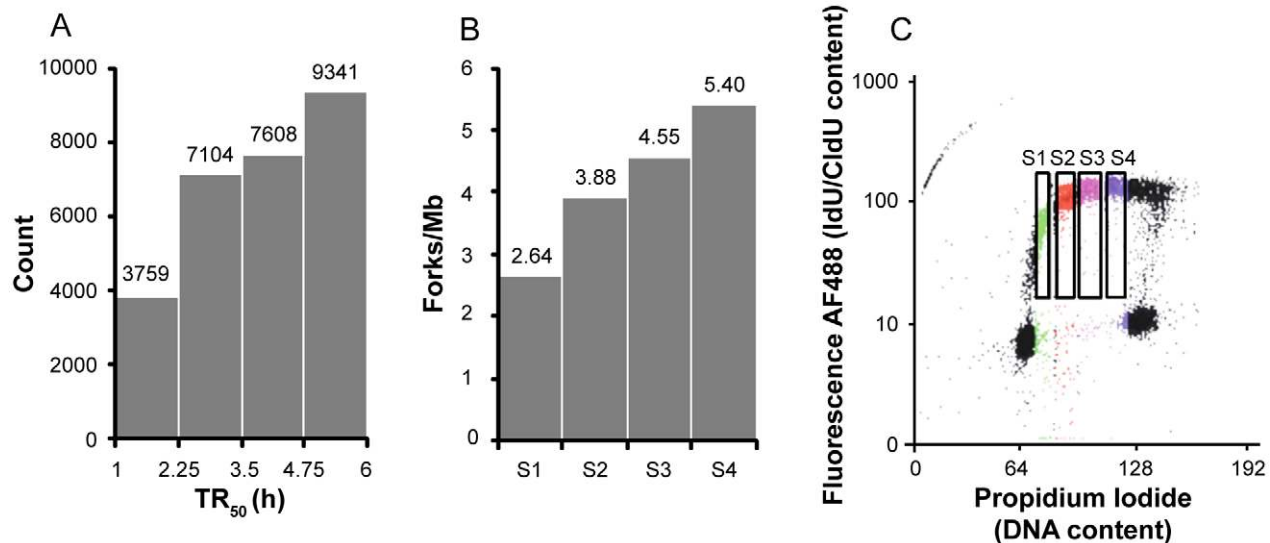 A
Count
10000
8000
6000
4000
2000
0
3759
7104
7608
9341
1 2.25 3.5 4.75 6
TR50 (h)
B
Forks/Mb
6
5
4
3
2
1
0
2.64
3.88
4.55
5.40
S1 S2 S3 S4
C
Fluorescence AF488 (IdU/CldU content)
1000
100
10
0
S1 S2 S3 S4
0 64 128 192
Propidium Iodide
(DNA content)